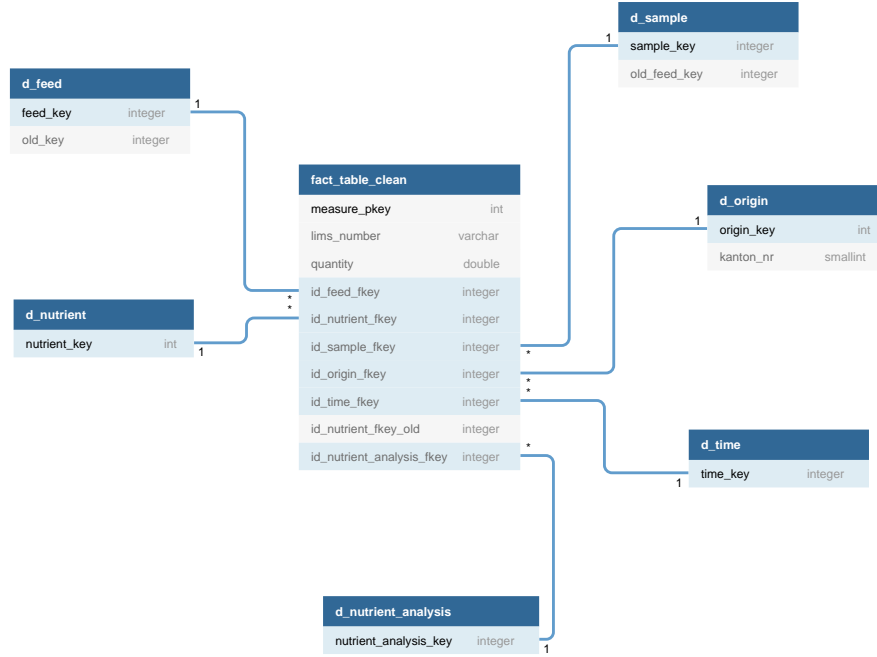 d_sample
1
sample_key integer
old_feed_key integer
d_feed
1
feed_key integer
old_key integer
fact_table_clean
measure_pkey int
lims_number varchar
quantity double
id_feed_fkey integer
*
*
id_nutrient_fkey integer
id_sample_fkey integer
*
id_origin_fkey integer
*
*
id_time_fkey integer
id_nutrient_fkey_old integer
*
id_nutrient_analysis_fkey integer
d_origin
1
origin_key int
kanton_nr smallint
d_nutrient
nutrient_key int
1
d_time
time_key integer
1
d_nutrient_analysis
nutrient_analysis_key integer
1